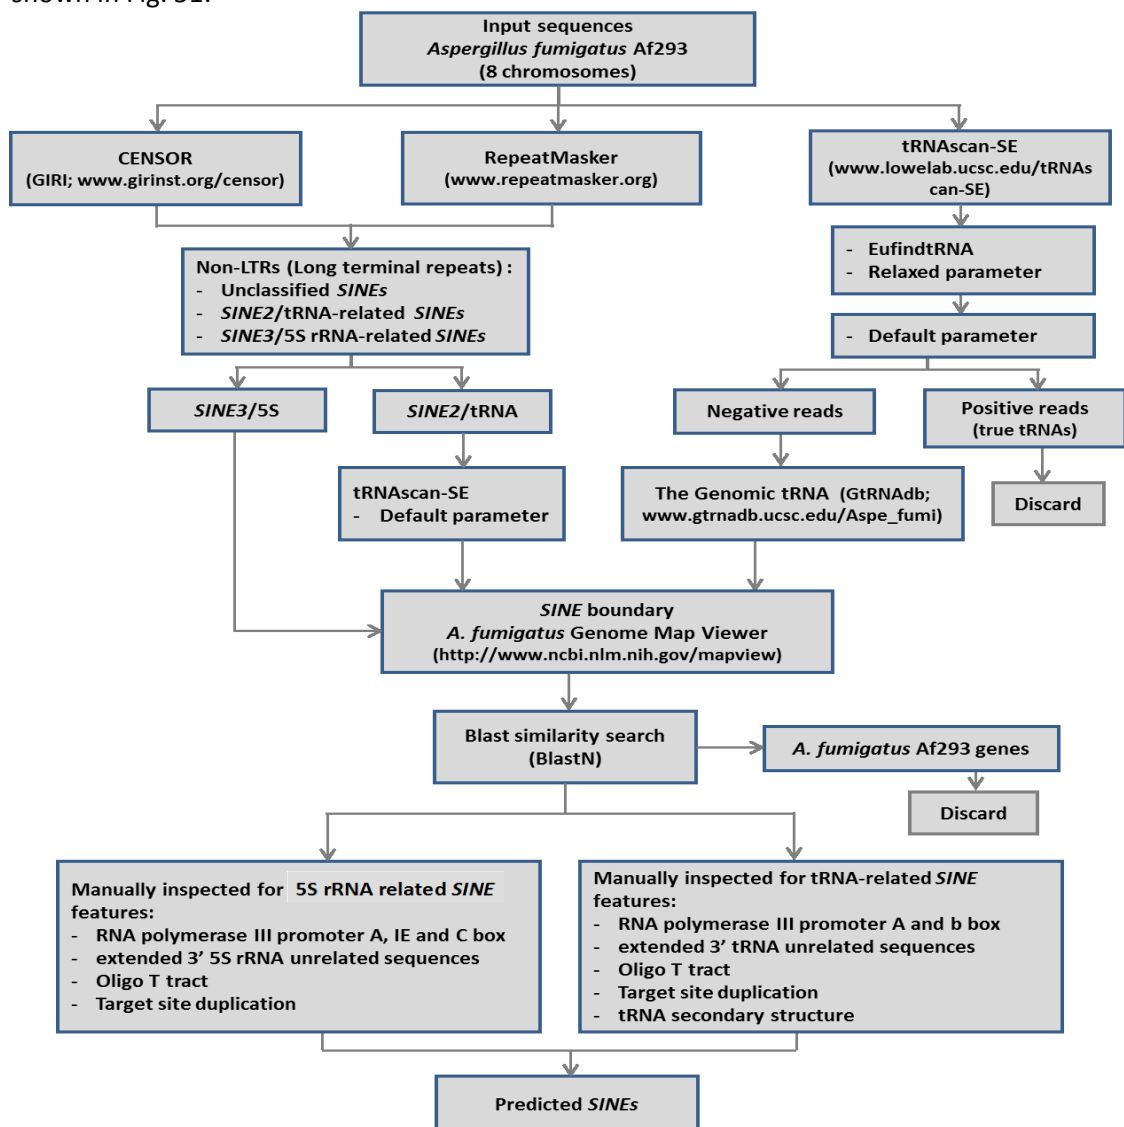 shown in Fig. S1.
Input sequences
Aspergillus fumigatus Af293
(8 chromosomes)
CENSOR
(GIRI; www.girinst.org/censor)
RepeatMasker
(www.repeatmasker.org)
tRNAscan-SE
(www.lowelab.ucsc.edu/tRNAs
can-SE)
Non-LTRs (Long terminal repeats) :
- Unclassified SINEs
- SINE2/tRNA-related SINEs
- SINE3/5S rRNA-related SINEs
- EufindtRNA
- Relaxed parameter
- Default parameter
SINE3/5S
SINE2/tRNA
Negative reads
Positive reads
(true tRNAs)
tRNAscan-SE
- Default parameter
The Genomic tRNA (GtRNAdb;
www.gtrnadb.ucsc.edu/Aspe_fumi)
Discard
SINE boundary
A. fumigatus Genome Map Viewer
(http://www.ncbi.nlm.nih.gov/mapview)
Blast similarity search
(BlastN)
A. fumigatus Af293 genes
Discard
Manually inspected for 5S rRNA related SINE
features:
- RNA polymerase III promoter A, IE and C box
- extended 3’ 5S rRNA unrelated sequences
- Oligo T tract
- Target site duplication
Manually inspected for tRNA-related SINE
features:
- RNA polymerase III promoter A and b box
- extended 3’ tRNA unrelated sequences
- Oligo T tract
- Target site duplication
- tRNA secondary structure
Predicted SINEs